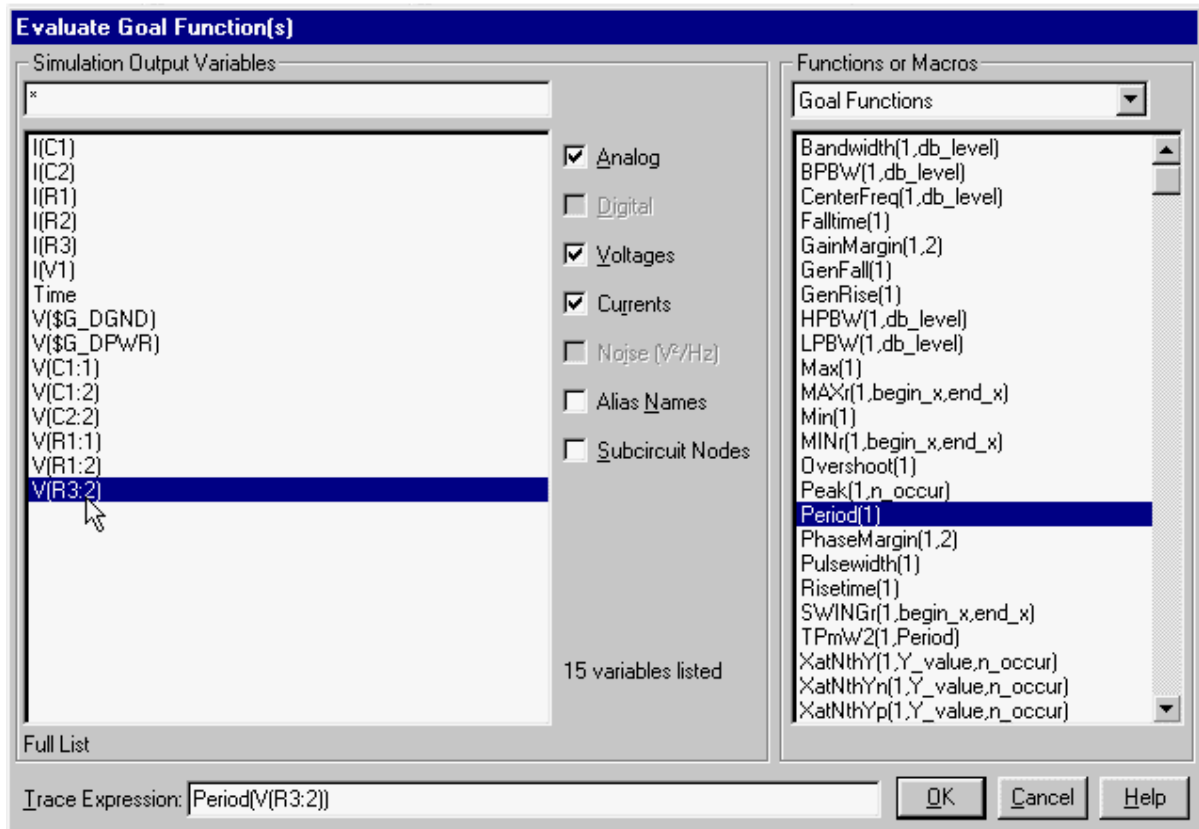 Evaluate Goal Function(s)
Simulation Output Variables
*
I(C1)
I(C2)
I(R1)
I(R2)
I(R3)
I(V1)
Time
V($G_DGND)
V($G_DPWR)
V(C1:1)
V(C1:2)
V(C2:2)
V(R1:1)
V(R1:2)
V(R3:2)
Full List
Analog
Digital
Voltages
Currents
Noise (V²/Hz)
Alias Names
Subcircuit Nodes
15 variables listed
Functions or Macros
Goal Functions
Bandwidth(1,db_level)
BPBW(1,db_level)
CenterFreq(1,db_level)
Falltime(1)
GainMargin(1,2)
GenFall(1)
GenRise(1)
HPBW(1,db_level)
LPBW(1,db_level)
Max(1)
MAXr(1,begin_x,end_x)
Min(1)
MINr(1,begin_x,end_x)
Overshoot(1)
Peak(1,n_occur)
Period(1)
PhaseMargin(1,2)
Pulsewidth(1)
Risetime(1)
SWINGr(1,begin_x,end_x)
TPmW2(1,Period)
XatNthY(1,Y_value,n_occur)
XatNthYn(1,Y_value,n_occur)
XatNthYp(1,Y_value,n_occur)
Trace Expression: Period(V(R3:2))
OK Cancel Help